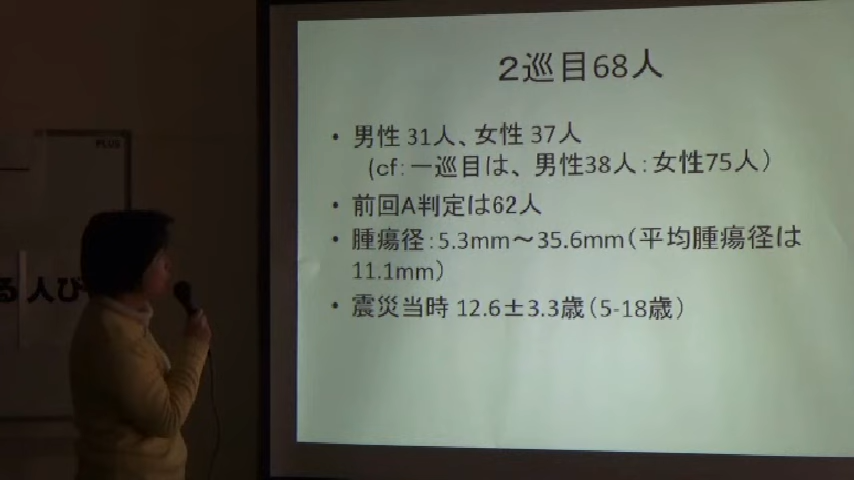 PLUS
る 人び
2巡目68人
• 男性 31人、女性 37人
(cf：一巡目は、男性38人：女性75人）
• 前回A判定は62人
• 腫瘍径：5.3mm～35.6mm（平均腫瘍径は
11.1mm）
• 震災当時 12.6±3.3歳（5-18歳）